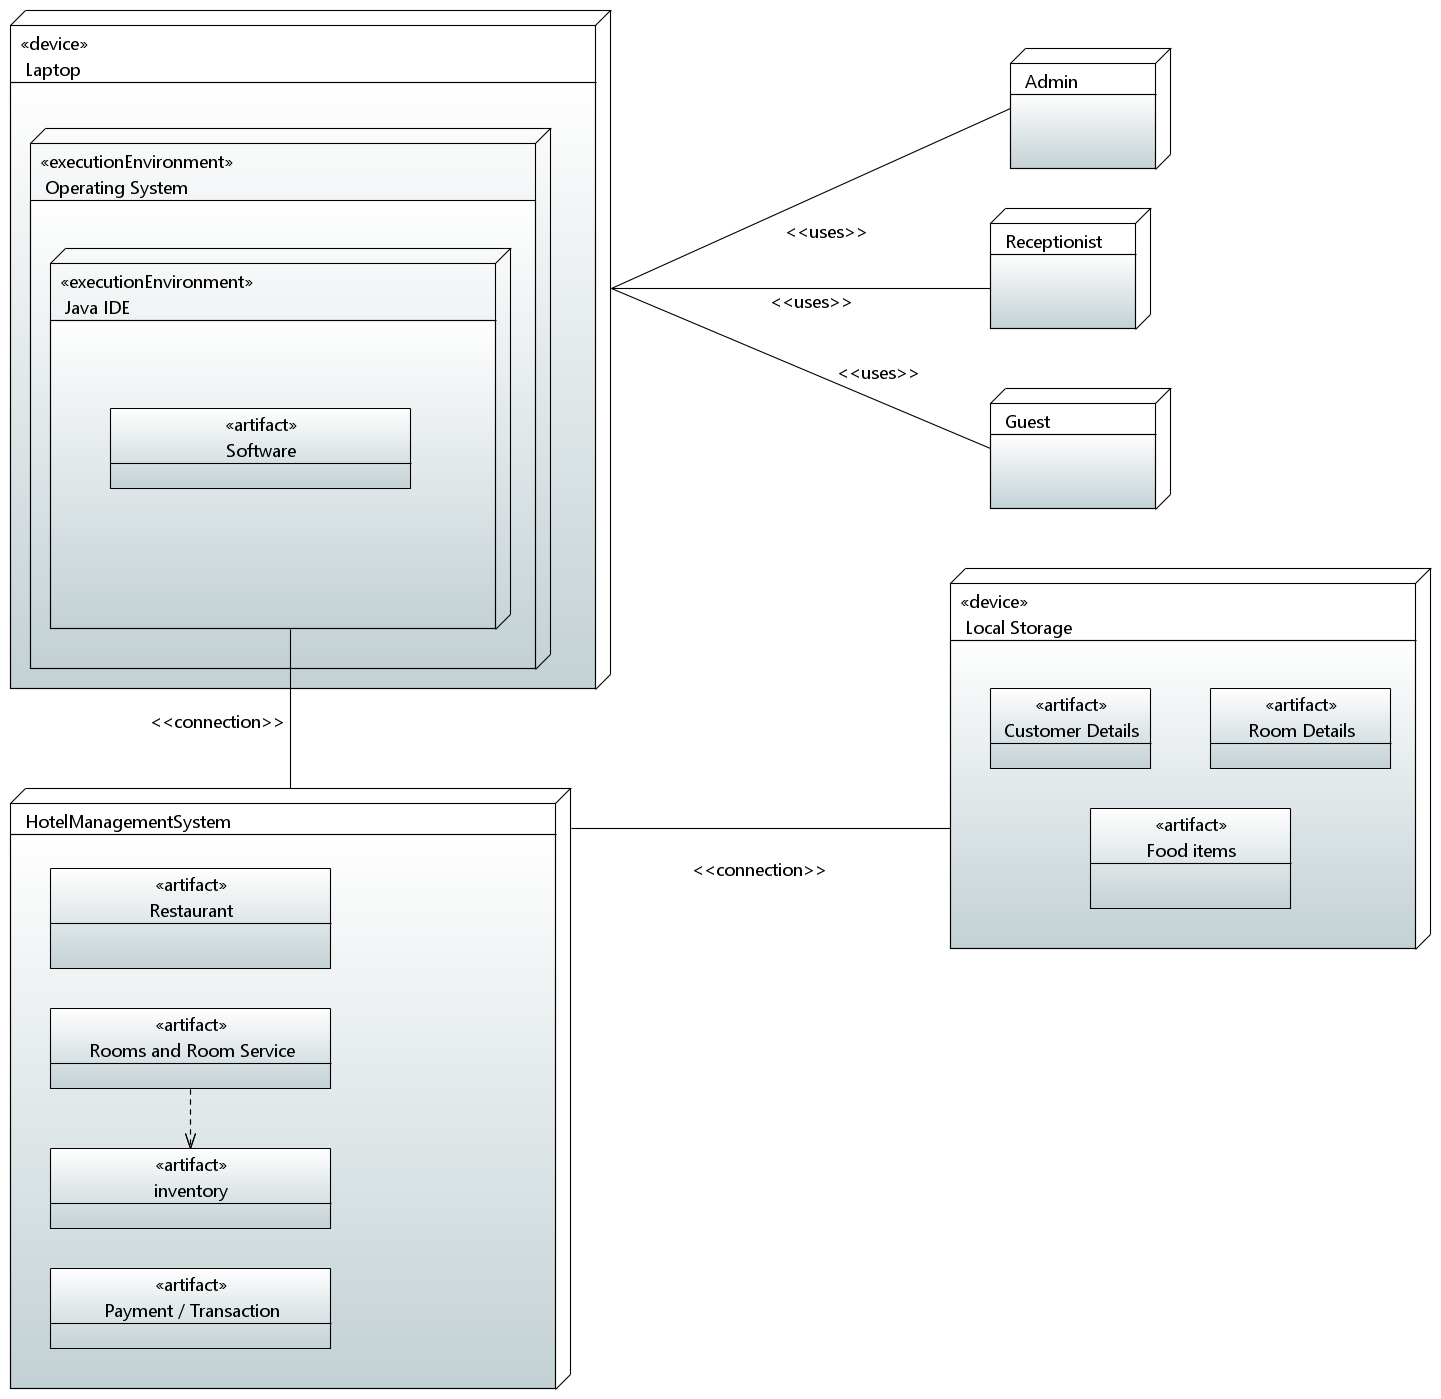 «device»
Laptop
«executionEnvironment»
Operating System
«executionEnvironment»
Java IDE
«artifact»
Software
Admin
<<uses>>
Receptionist
<<uses>>
<<uses>>
Guest
«device»
Local Storage
«artifact»
Customer Details
«artifact»
Room Details
«artifact»
Food items
<<connection>>
HotelManagementSystem
<<connection>>
«artifact»
Restaurant
«artifact»
Rooms and Room Service
«artifact»
inventory
«artifact»
Payment / Transaction